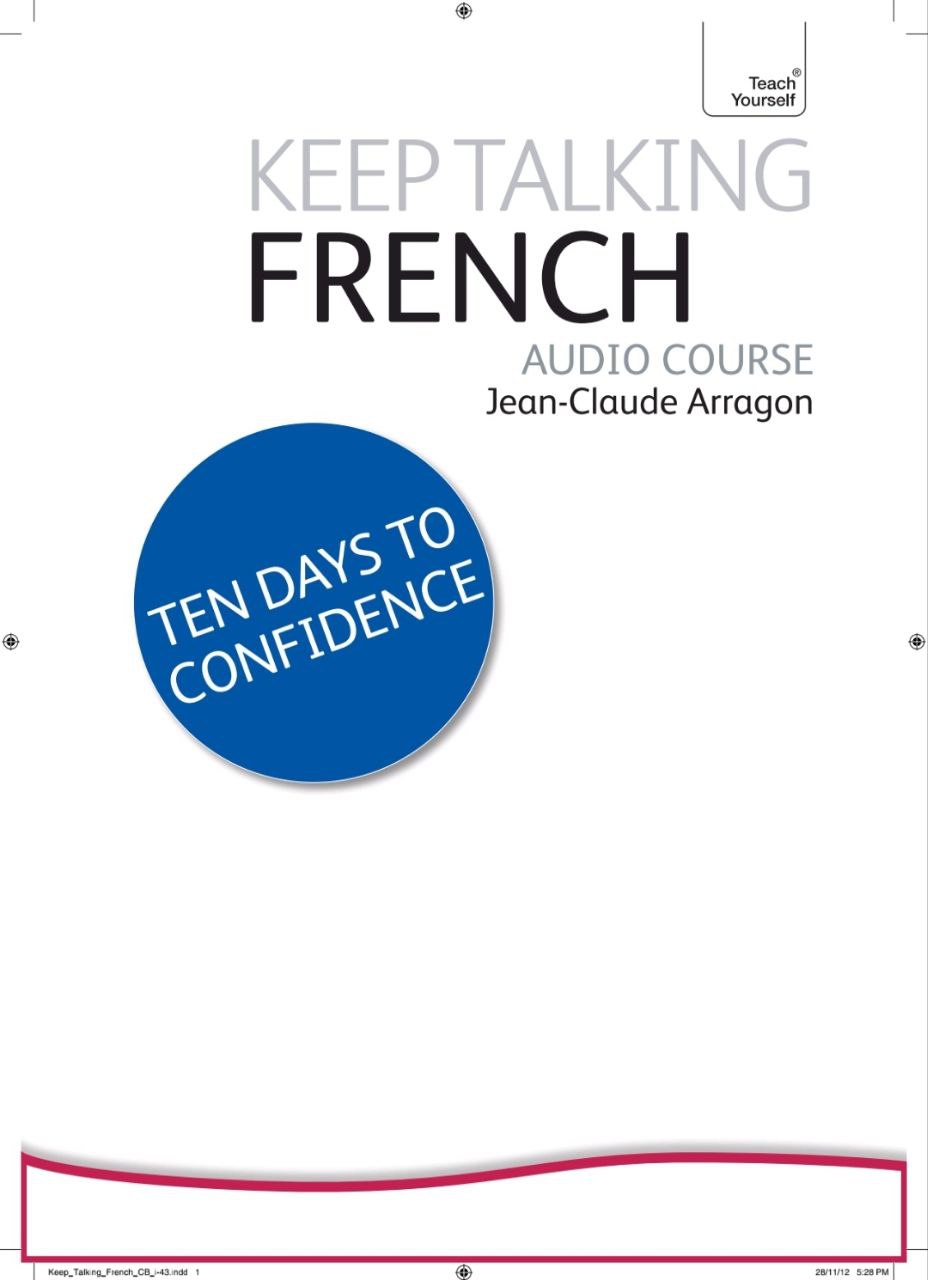 Teach®
Yourself
KEEP TALKING
FRENCH
AUDIO COURSE
Jean-Claude Arragon
TEN DAYS TO
CONFIDENCE
Keep_Talking_French_CB_i-43.indd 1
28/11/12 5:28 PM